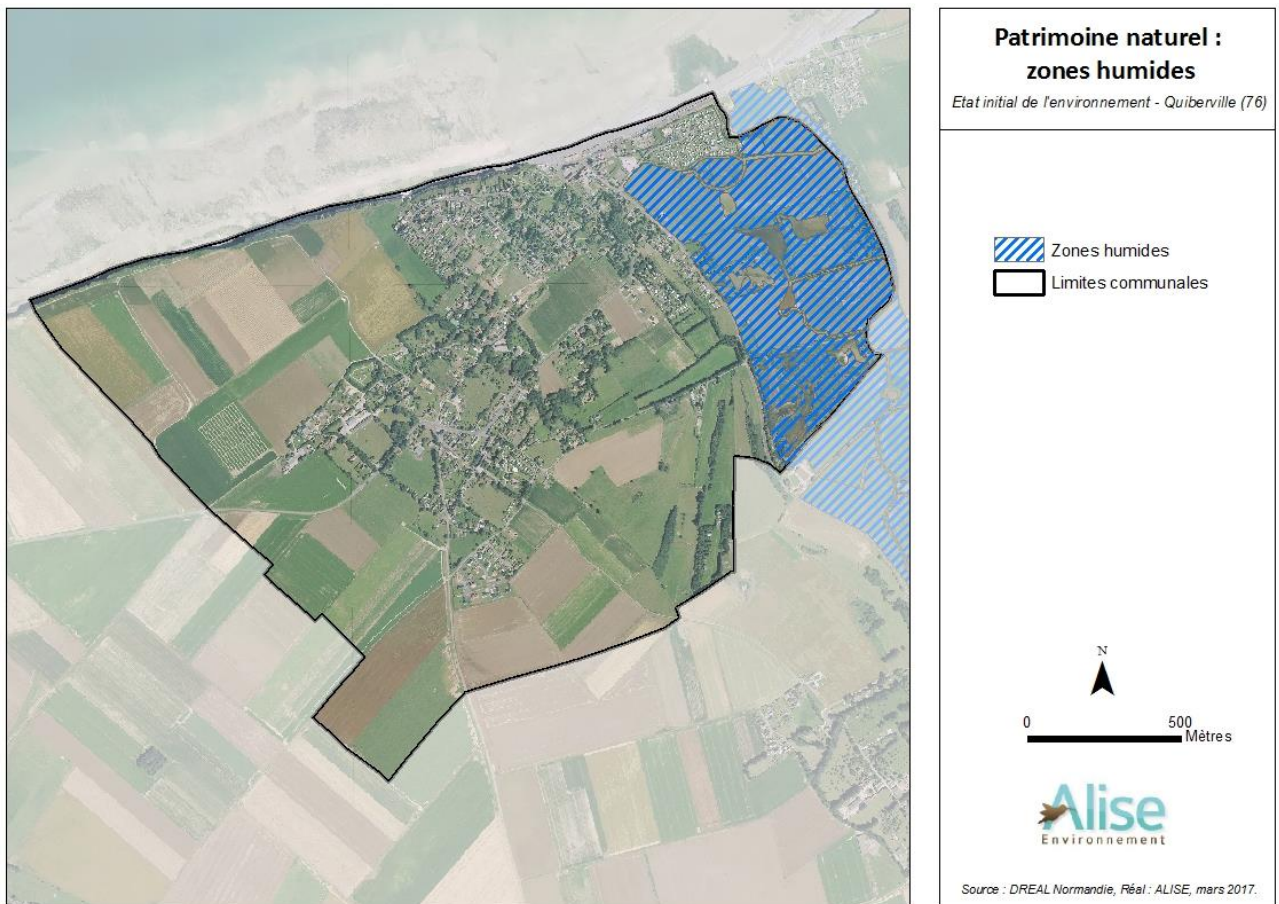 Patrimoine naturel :
zones humides
Etat initial de l'environnement - Quiberville (76)
Zones humides
Limites communales
N
0 500
Mètres
Alise
Environnement
Source : DREAL Normandie, Réal : ALISE, mars 2017.